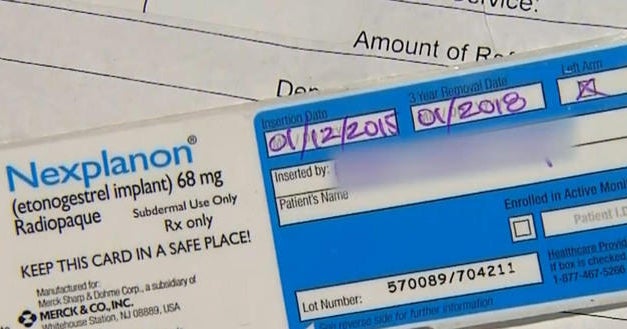 Amount of
Insertion Date
3 Year Removal Date
Left Arm
01/12/2015
01/2018
Nexplanon®
(etonogestrel implant) 68 mg
Radiopaque
Subdermal Use Only
Rx only
KEEP THIS CARD IN A SAFE PLACE!
Manufactured for:
Merck Sharp & Dohme Corp., a subsidiary of
MERCK & CO., INC.
Whitehouse Station, NJ 08889, USA
Inserted by:
Patient's Name
Enrolled in Active Moni
Patient I.D
Healthcare Provid
If box is checked
1-877-467-5266
Lot Number: 570089/704211
See reverse side for further information